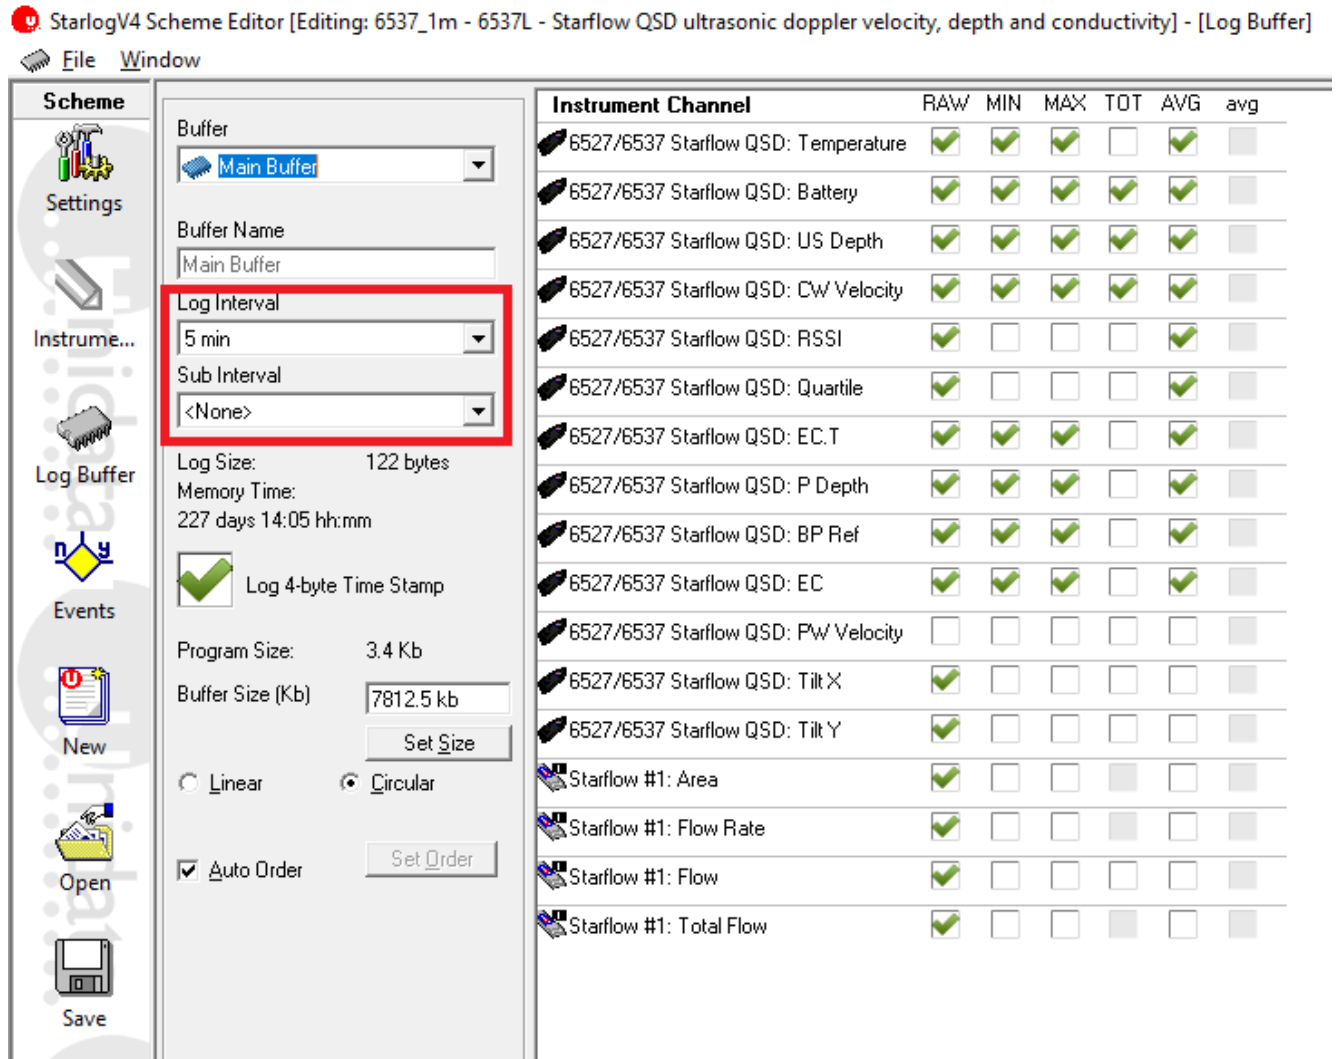 StarlogV4 Scheme Editor [Editing: 6537_1m - 6537L - Starflow QSD ultrasonic doppler velocity, depth and conductivity] - [Log Buffer]
File Window
Scheme
Settings
Instrume...
Log Buffer
Events
New
Open
Save
Unidata
Unidat
Buffer
Main Buffer
Buffer Name
Main Buffer
Log Interval
5 min
Sub Interval
<None>
Log Size: 122 bytes
Memory Time:
227 days 14:05 hh:mm
Log 4-byte Time Stamp
Program Size: 3.4 Kb
Buffer Size (Kb) 7812.5 kb
Set Size
Linear Circular
Auto Order Set Order
Instrument Channel RAW MIN MAX TOT AVG avg
6527/6537 Starflow QSD: Temperature
6527/6537 Starflow QSD: Battery
6527/6537 Starflow QSD: US Depth
6527/6537 Starflow QSD: CW Velocity
6527/6537 Starflow QSD: RSSI
6527/6537 Starflow QSD: Quartile
6527/6537 Starflow QSD: EC.T
6527/6537 Starflow QSD: P Depth
6527/6537 Starflow QSD: BP Ref
6527/6537 Starflow QSD: EC
6527/6537 Starflow QSD: PW Velocity
6527/6537 Starflow QSD: Tilt X
6527/6537 Starflow QSD: Tilt Y
Starflow #1: Area
Starflow #1: Flow Rate
Starflow #1: Flow
Starflow #1: Total Flow